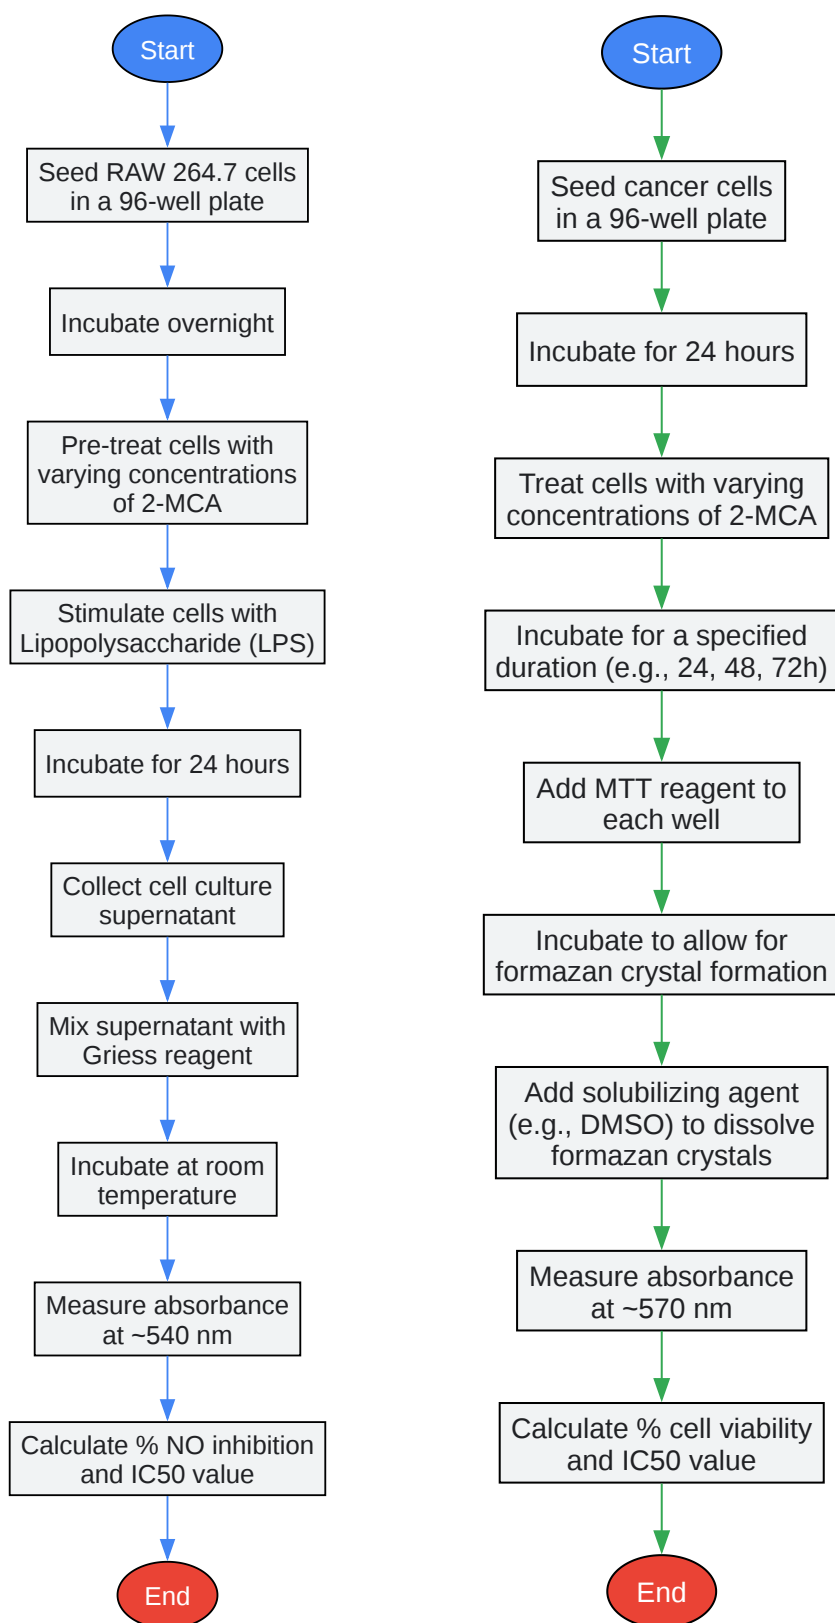 Start
Seed RAW 264.7 cells
in a 96-well plate
Incubate overnight
Pre-treat cells with
varying concentrations
of 2-MCA
Stimulate cells with
Lipopolysaccharide (LPS)
Incubate for 24 hours
Collect cell culture
supernatant
Mix supernatant with
Griess reagent
Incubate at room
temperature
Measure absorbance
at ~540 nm
Calculate % NO inhibition
and IC50 value
End
Start
Seed cancer cells
in a 96-well plate
Incubate for 24 hours
Treat cells with varying
concentrations of 2-MCA
Incubate for a specified
duration (e.g., 24, 48, 72h)
Add MTT reagent to
each well
Incubate to allow for
formazan crystal formation
Add solubilizing agent
(e.g., DMSO) to dissolve
formazan crystals
Measure absorbance
at ~570 nm
Calculate % cell viability
and IC50 value
End